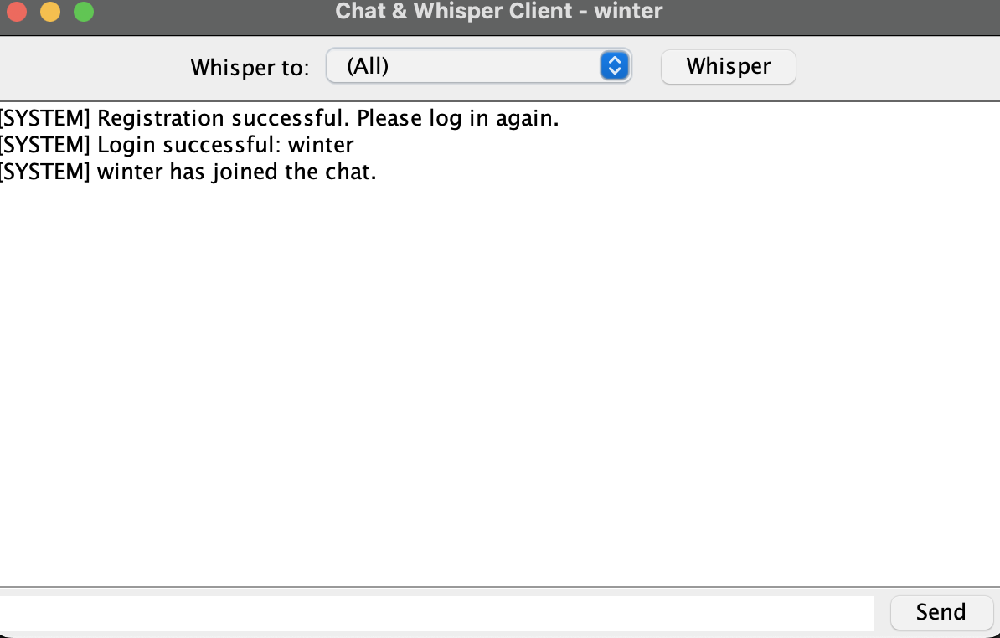 Chat & Whisper Client - winter
Whisper to: (All) Whisper
[SYSTEM] Registration successful. Please log in again.
[SYSTEM] Login successful: winter
[SYSTEM] winter has joined the chat.
Send